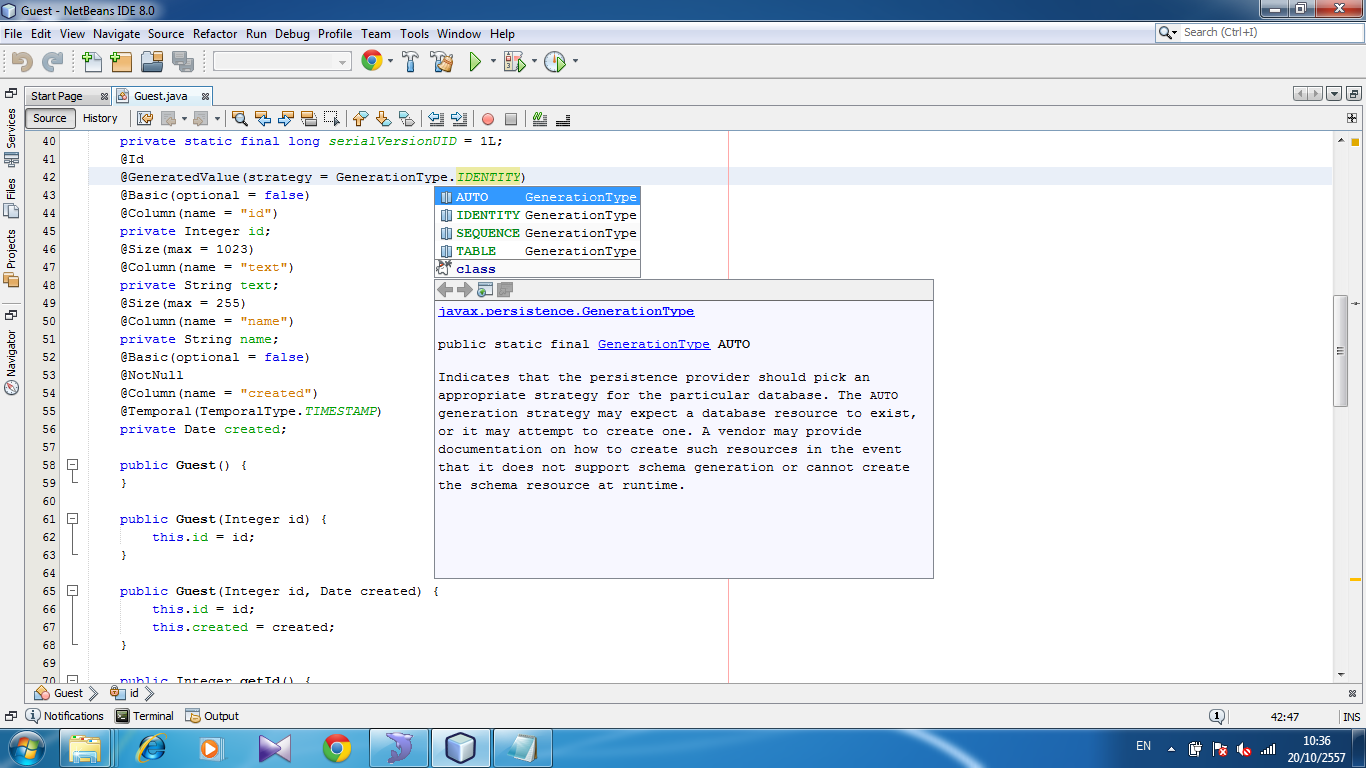 Guest - NetBeans IDE 8.0
File Edit View Navigate Source Refactor Run Debug Profile Team Tools Window Help
Search (Ctrl+I)
Start Page
Guest.java
Source History
Services
Files
Projects
Navigator
40 private static final long serialVersionUID = 1L;
41 @Id
42 @GeneratedValue(strategy = GenerationType.IDENTITY)
43 @Basic(optional = false)
44 @Column(name = "id")
45 private Integer id;
46 @Size(max = 1023)
47 @Column(name = "text")
48 private String text;
49 @Size(max = 255)
50 @Column(name = "name")
51 private String name;
52 @Basic(optional = false)
53 @NotNull
54 @Column(name = "created")
55 @Temporal(TemporalType.TIMESTAMP)
56 private Date created;
57
58 public Guest() {
59 }
60
61 public Guest(Integer id) {
62 this.id = id;
63 }
64
65 public Guest(Integer id, Date created) {
66 this.id = id;
67 this.created = created;
68 }
69
70 public Integer getId() {
AUTO GenerationType
IDENTITY GenerationType
SEQUENCE GenerationType
TABLE GenerationType
class
javax.persistence.GenerationType
public static final GenerationType AUTO
Indicates that the persistence provider should pick an
appropriate strategy for the particular database. The AUTO
generation strategy may expect a database resource to exist,
or it may attempt to create one. A vendor may provide
documentation on how to create such resources in the event
that it does not support schema generation or cannot create
the schema resource at runtime.
Guest id
Notifications Terminal Output
1
42:47
INS
EN
10:36
20/10/2557